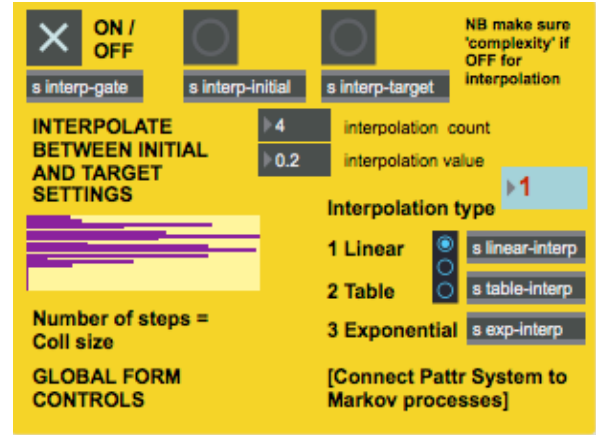 ON /
OFF
NB make sure
'complexity' if
OFF for
interpolation
s interp-gate
s interp-initial
s interp-target
INTERPOLATE
BETWEEN INITIAL
AND TARGET
SETTINGS
4
interpolation count
0.2
interpolation value
1
Interpolation type
1 Linear
s linear-interp
2 Table
s table-interp
3 Exponential
s exp-interp
Number of steps =
Coll size
GLOBAL FORM
CONTROLS
[Connect Pattr System to
Markov processes]